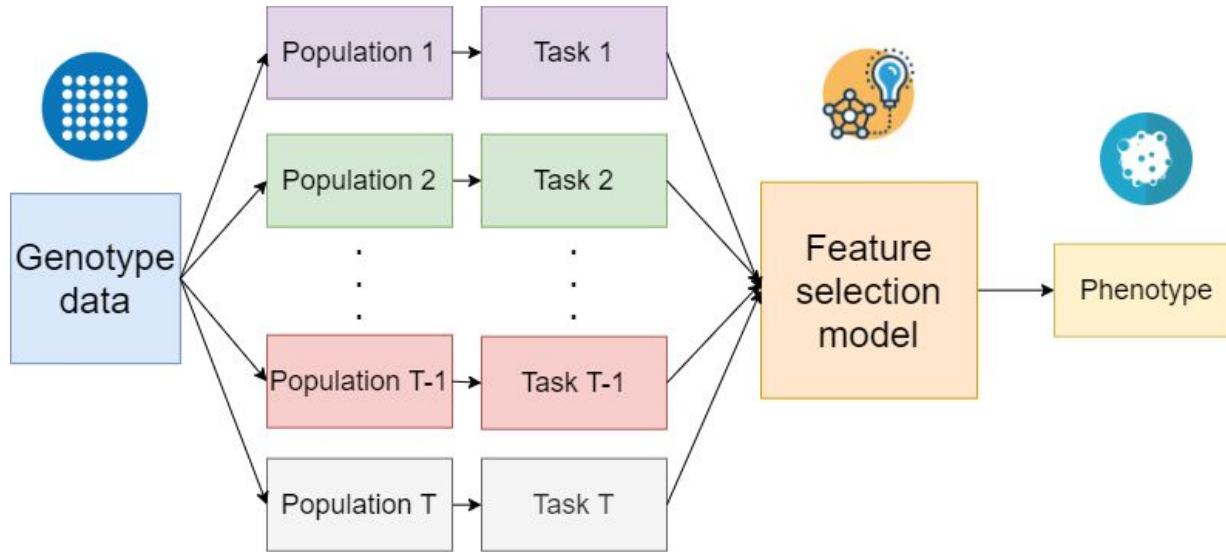 Genotype
data
Population 1
Task 1
Population 2
Task 2
Population T-1
Task T-1
Population T
Task T
Feature
selection
model
Phenotype